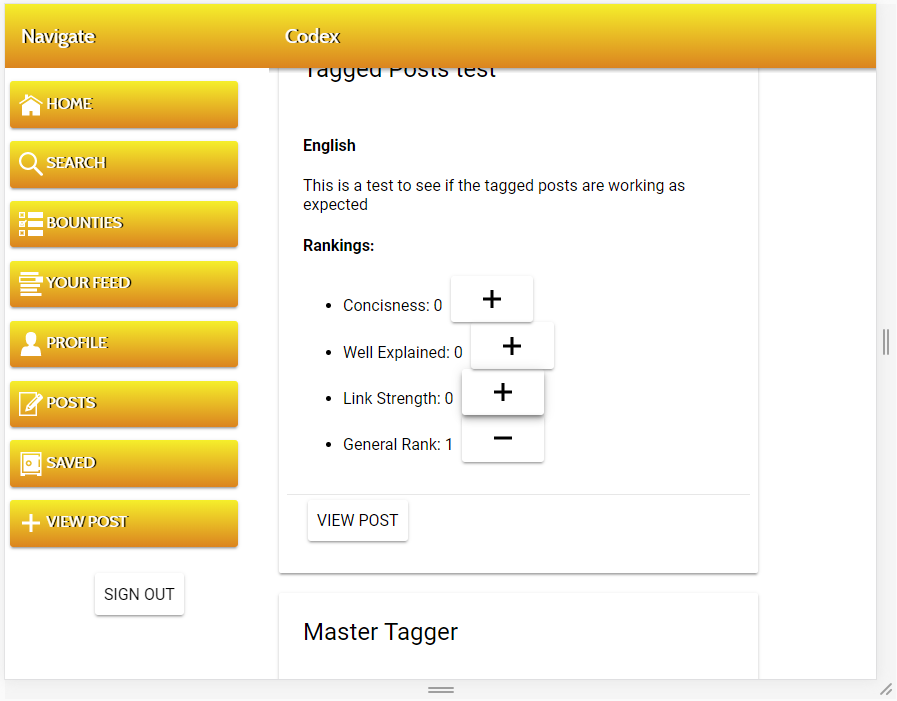 Navigate
Codex
HOME
SEARCH
BOUNTIES
YOUR FEED
PROFILE
POSTS
SAVED
VIEW POST
SIGN OUT
Tagged Posts test
English
This is a test to see if the tagged posts are working as
expected
Rankings:
Concisness: 0
Well Explained: 0
Link Strength: 0
General Rank: 1
VIEW POST
Master Tagger